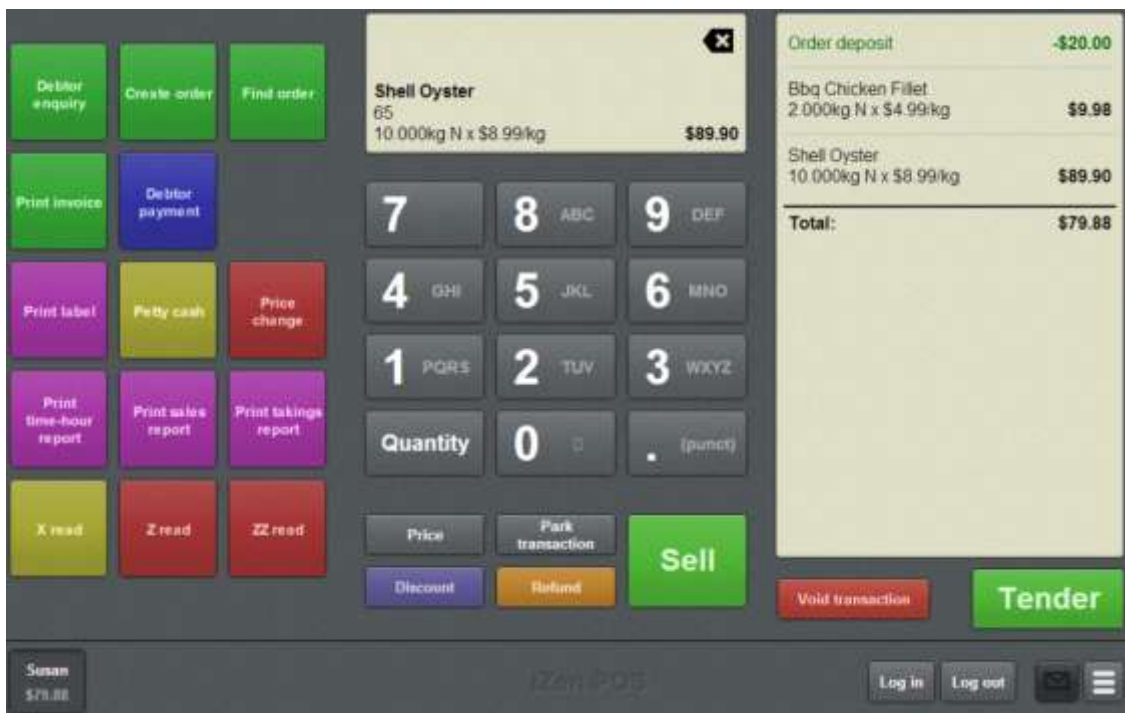 Debtor
enquiry
Create order
Find order
Print invoice
Debtor
payment
Print label
Petty cash
Price
change
Print
time-hour
report
Print sales
report
Print takings
report
X read
Z read
ZZ read
Shell Oyster
65
10.000kg N x $8.99/kg $89.90
7
8 ABC
9 DEF
4 GHI
5 JKL
6 MNO
1 PQRS
2 TUV
3 WXYZ
Quantity
0
. (punct)
Price
Park
transaction
Sell
Discount
Refund
Order deposit -$20.00
Bbq Chicken Fillet
2.000kg N x $4.99/kg $9.98
Shell Oyster
10.000kg N x $8.99/kg $89.90
Total: $79.88
Void transaction
Tender
Susan
$79.88
iZen POS
Log in
Log out